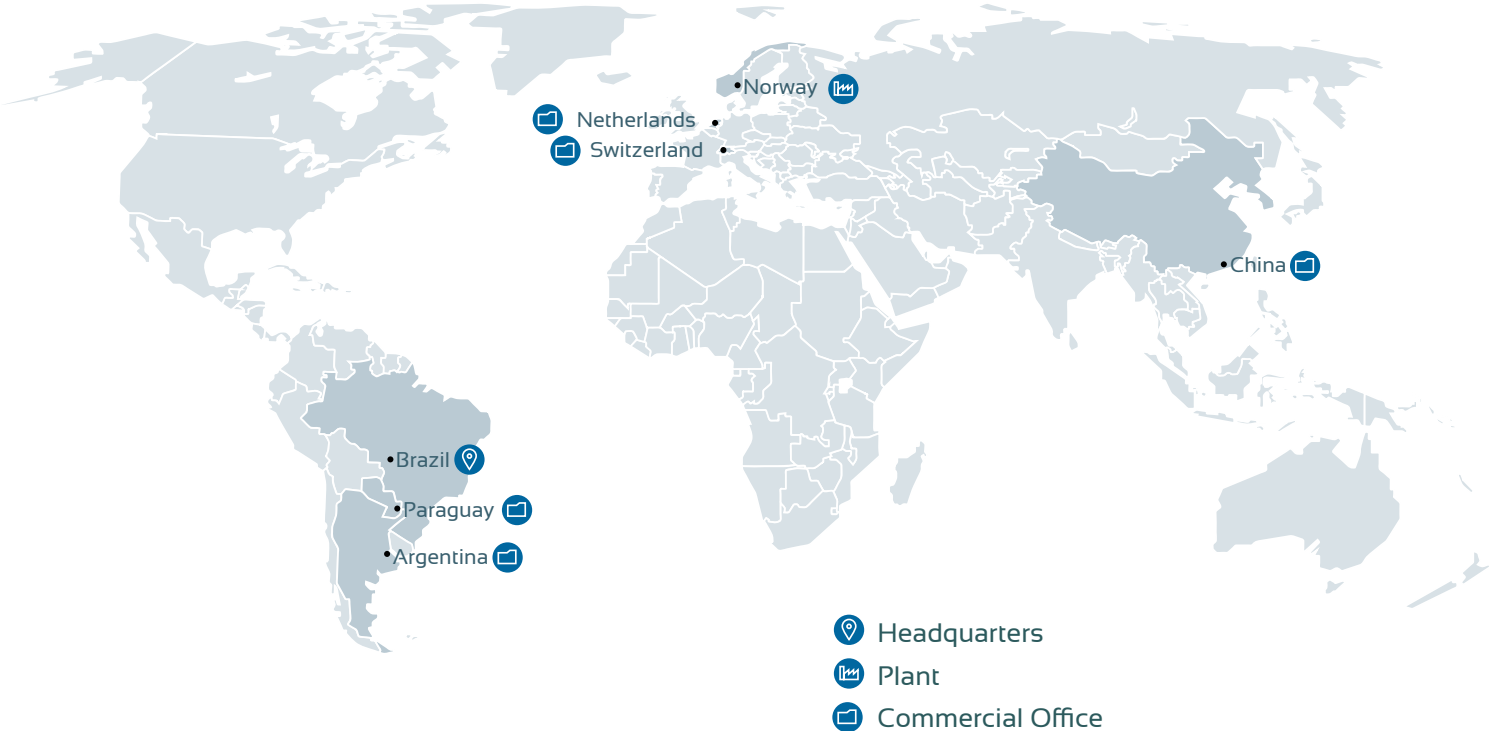 Norway
Netherlands
Switzerland
China
Brazil
Paraguay
Argentina
Headquarters
Plant
Commercial Office